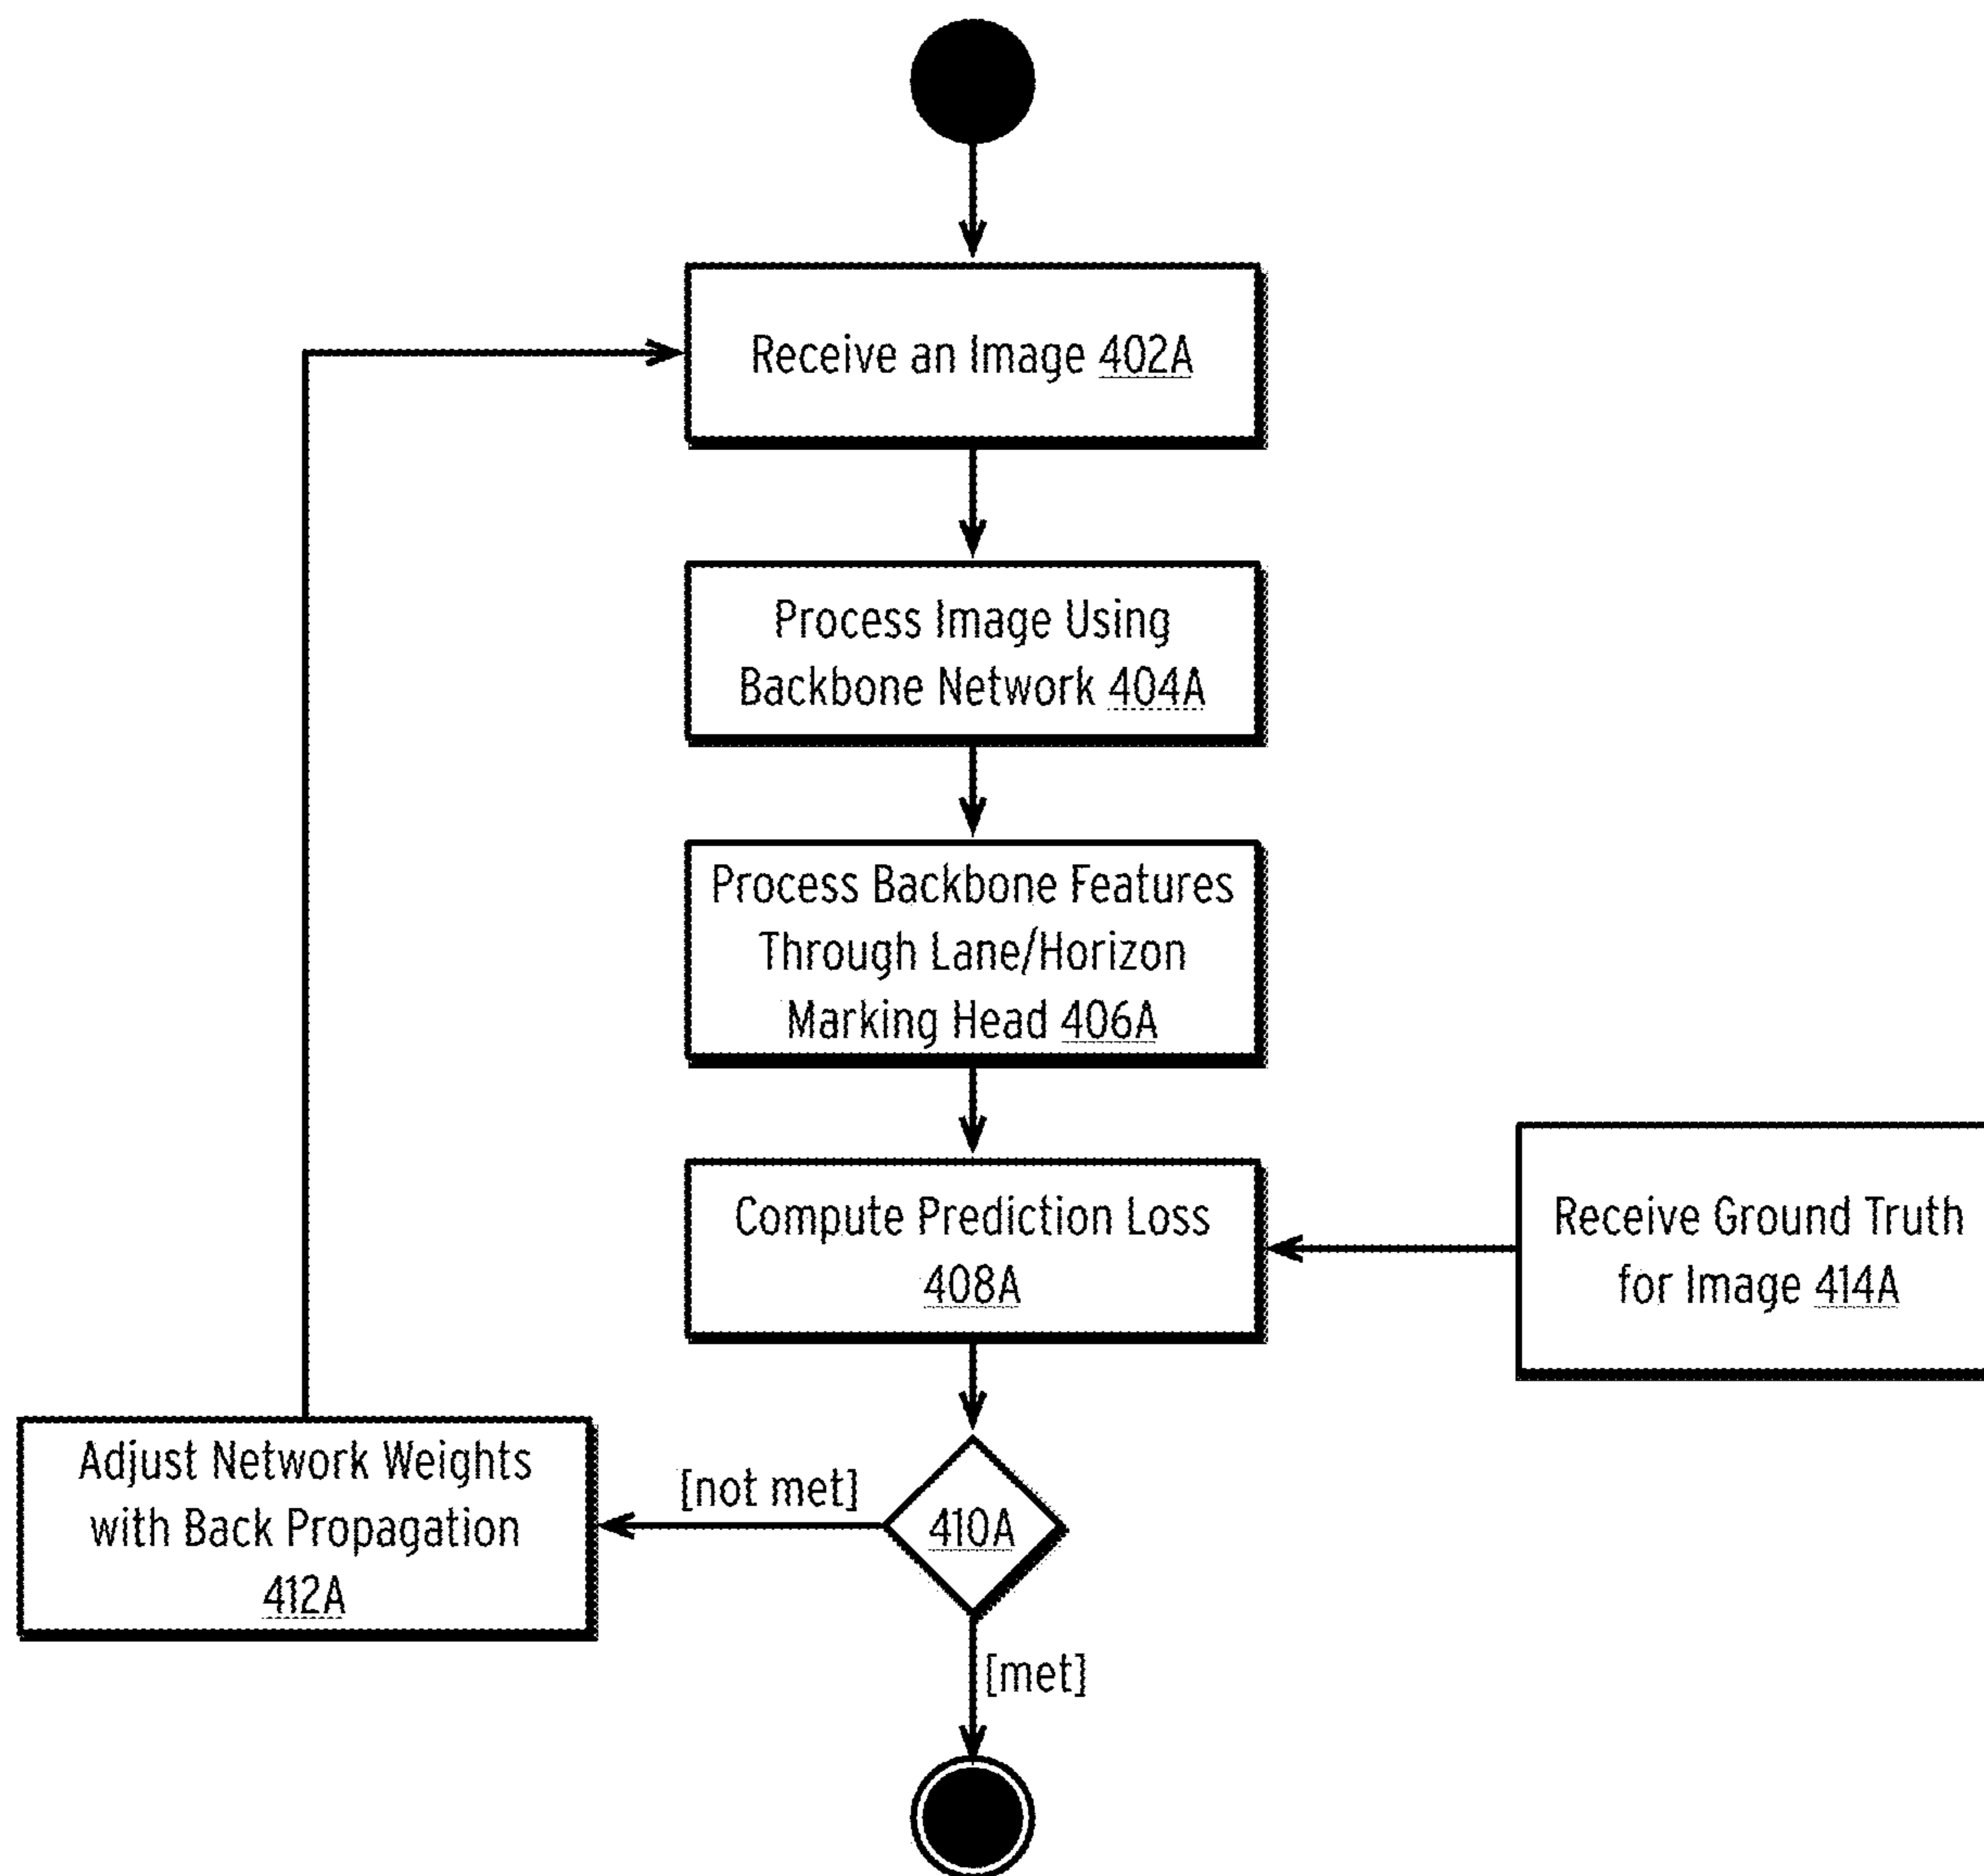 Receive an Image 402A
Process Image Using
Backbone Network 404A
Process Backbone Features
Through Lane/Horizon
Marking Head 406A
Compute Prediction Loss
408A
Receive Ground Truth
for Image 414A
Adjust Network Weights
with Back Propagation
412A
[not met]
410A
[met]